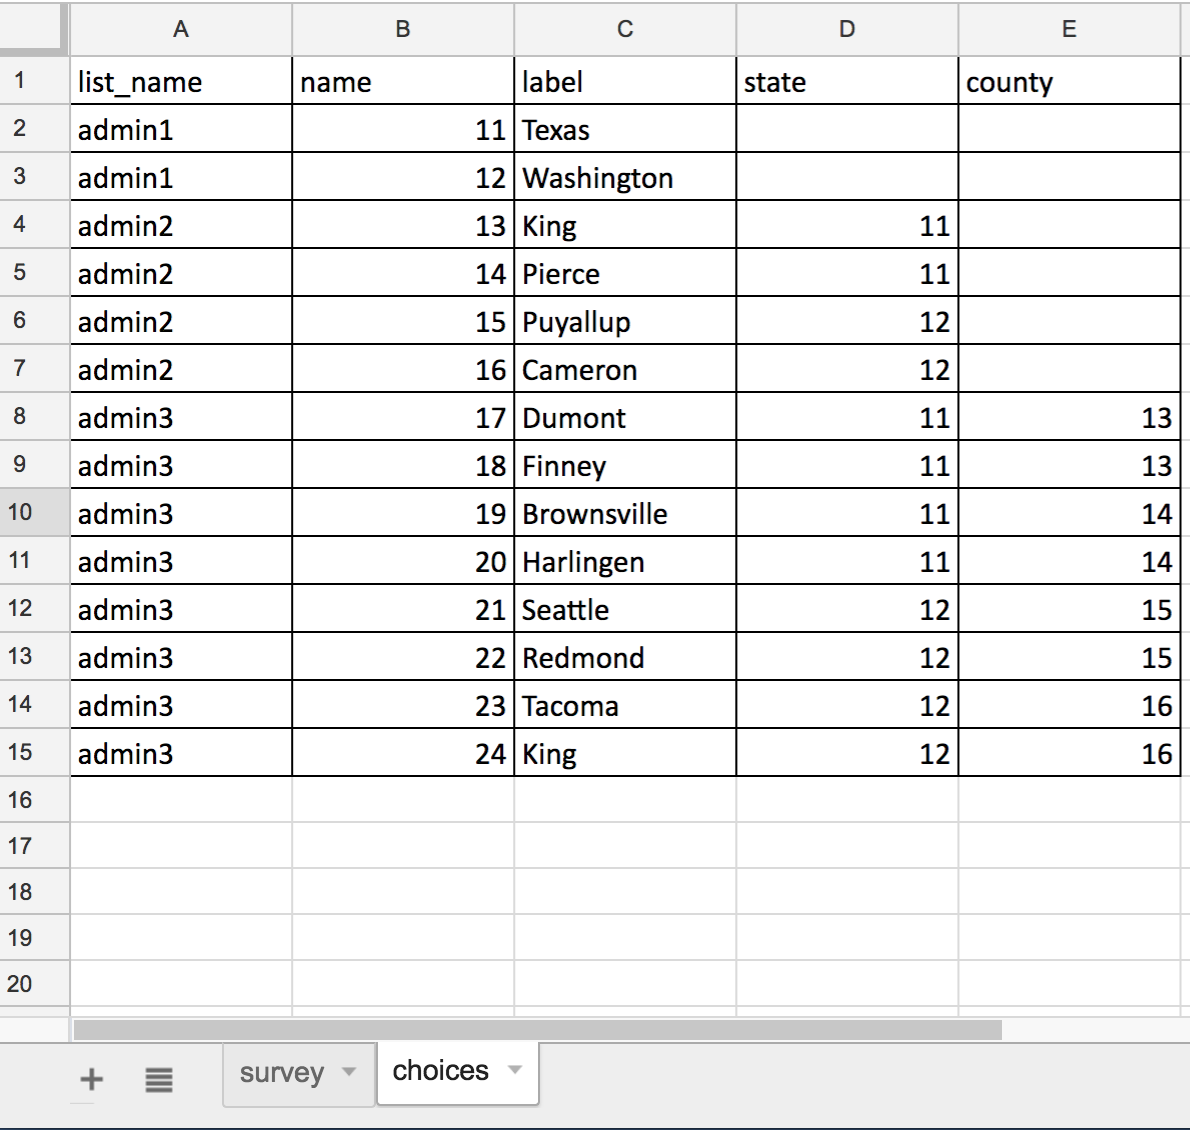 A B C D E
1 list_name name label state county
2 admin1 11 Texas
3 admin1 12 Washington
4 admin2 13 King 11
5 admin2 14 Pierce 11
6 admin2 15 Puyallup 12
7 admin2 16 Cameron 12
8 admin3 17 Dumont 11 13
9 admin3 18 Finney 11 13
10 admin3 19 Brownsville 11 14
11 admin3 20 Harlingen 11 14
12 admin3 21 Seattle 12 15
13 admin3 22 Redmond 12 15
14 admin3 23 Tacoma 12 16
15 admin3 24 King 12 16
16
17
18
19
20
survey choices